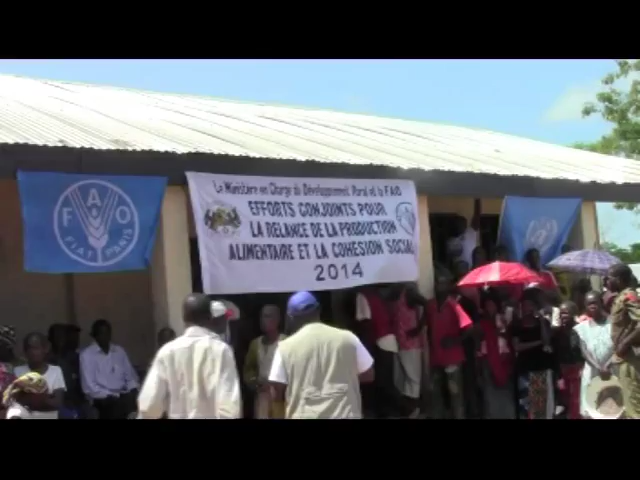 Le Ministère en Charge du Développement Rural et la FAO
EFFORTS CONJOINTS POUR
LA RELANCE DE LA PRODUCTION
ALIMENTAIRE ET LA COHESION SOCIAL
2014
F A O
FIAT PANIS